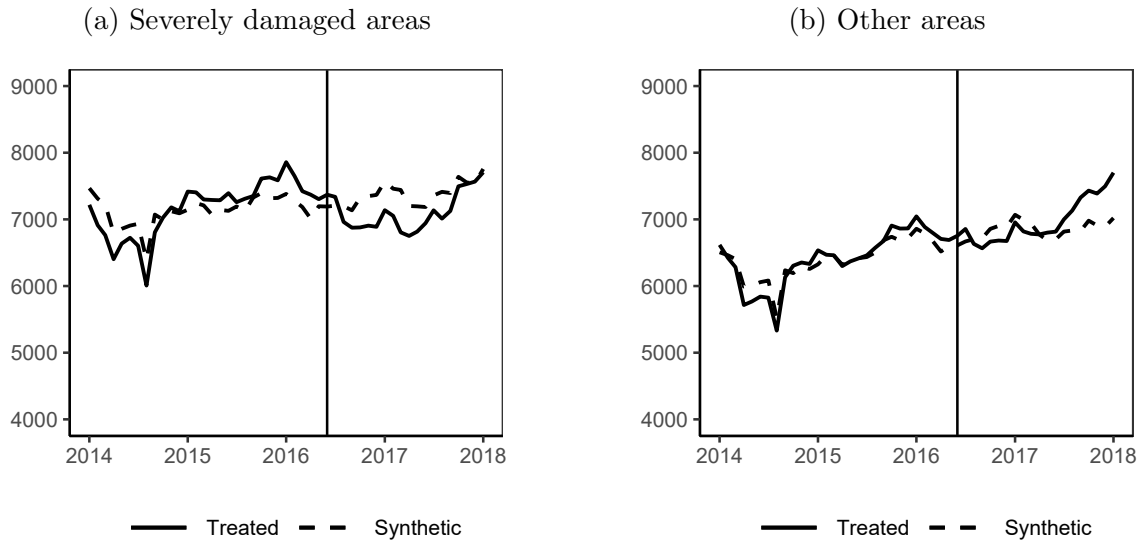 (a) Severely damaged areas
9000
8000
7000
6000
5000
4000
2014 2015 2016 2017 2018
Treated Synthetic
(b) Other areas
9000
8000
7000
6000
5000
4000
2014 2015 2016 2017 2018
Treated Synthetic